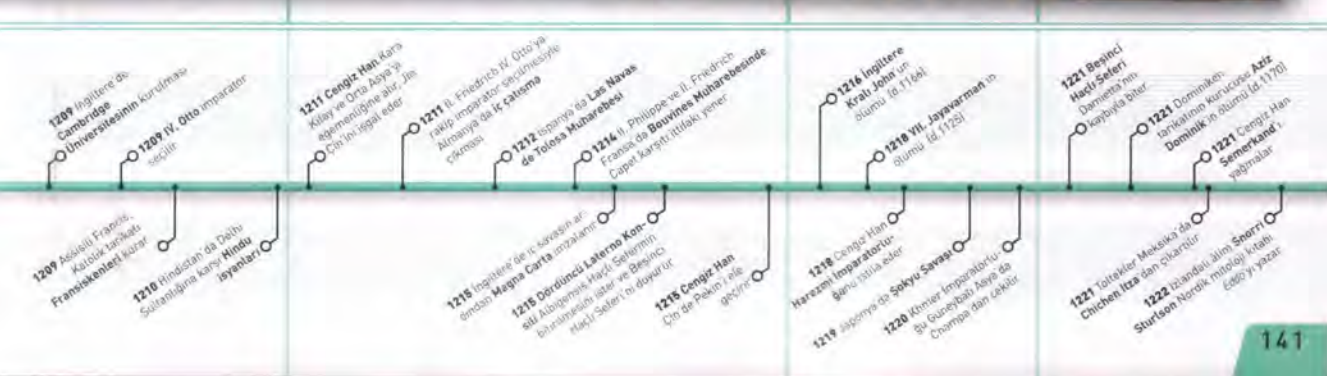 1209 İngiltere'de
Cambridge
Üniversitesinin kurulması
1209 IV. Otto imparator
seçilir
1211 Cengiz Han Kara
Kitay ve Orta Asya'yı
egemenliğine alır, Jin
Çin'ini işgal eder
1211 II. Friedrich IV. Otto'ya
rakip imparator seçilmesiyle
Almanya'da iç çatışma
çıkması
1212 İspanya'da Las Navas
de Tolosa Muharebesi
1214 II. Philippe ve II. Friedrich
Fransa'da Bouvines Muharebesinde
Capet karşıtı ittifakı yener
1216 İngiltere
Kralı John'un
ölümü (d.1166)
1218 VII. Jayavarman'ın
ölümü (d.1125)
1221 Beşinci
Haçlı Seferi
Damietta'nın
kaybıyla biter
1221 Dominiken
tarikatının kurucusu Aziz
Dominik'in ölümü (d.1170)
1221 Cengiz Han
Semerkand'ı
yağmalar
1209 Assisili Francis,
Katolik tarikatı
Fransiskenleri kurar
1210 Hindistan'da Delhi
Sultanlığına karşı Hindu
isyanları
1215 İngiltere'de iç savaşın ar-
dından Magna Carta imzalanır
1215 Dördüncü Laterno Kon-
sili Albigensis Haçlı Seferinin
bitirilmesini ister ve Beşinci
Haçlı Seferi'ni duyurur
1215 Cengiz Han
Çin'de Pekin'i ele
geçirir
1218 Cengiz Han
Harezmi İmparatorlu-
ğunu istila eder
1219 Japonya'da Şokyu Savaşı
1220 Khmer İmparatorlu-
ğu Güneybatı Asya'da
Champa'dan çekilir
1221 Toltekler Meksika'da
Chichen Itza'dan çıkartılır
1222 İzlandalı âlim Snorri
Sturlson Nordik mitoloji kitabı
Edda'yı yazar
141